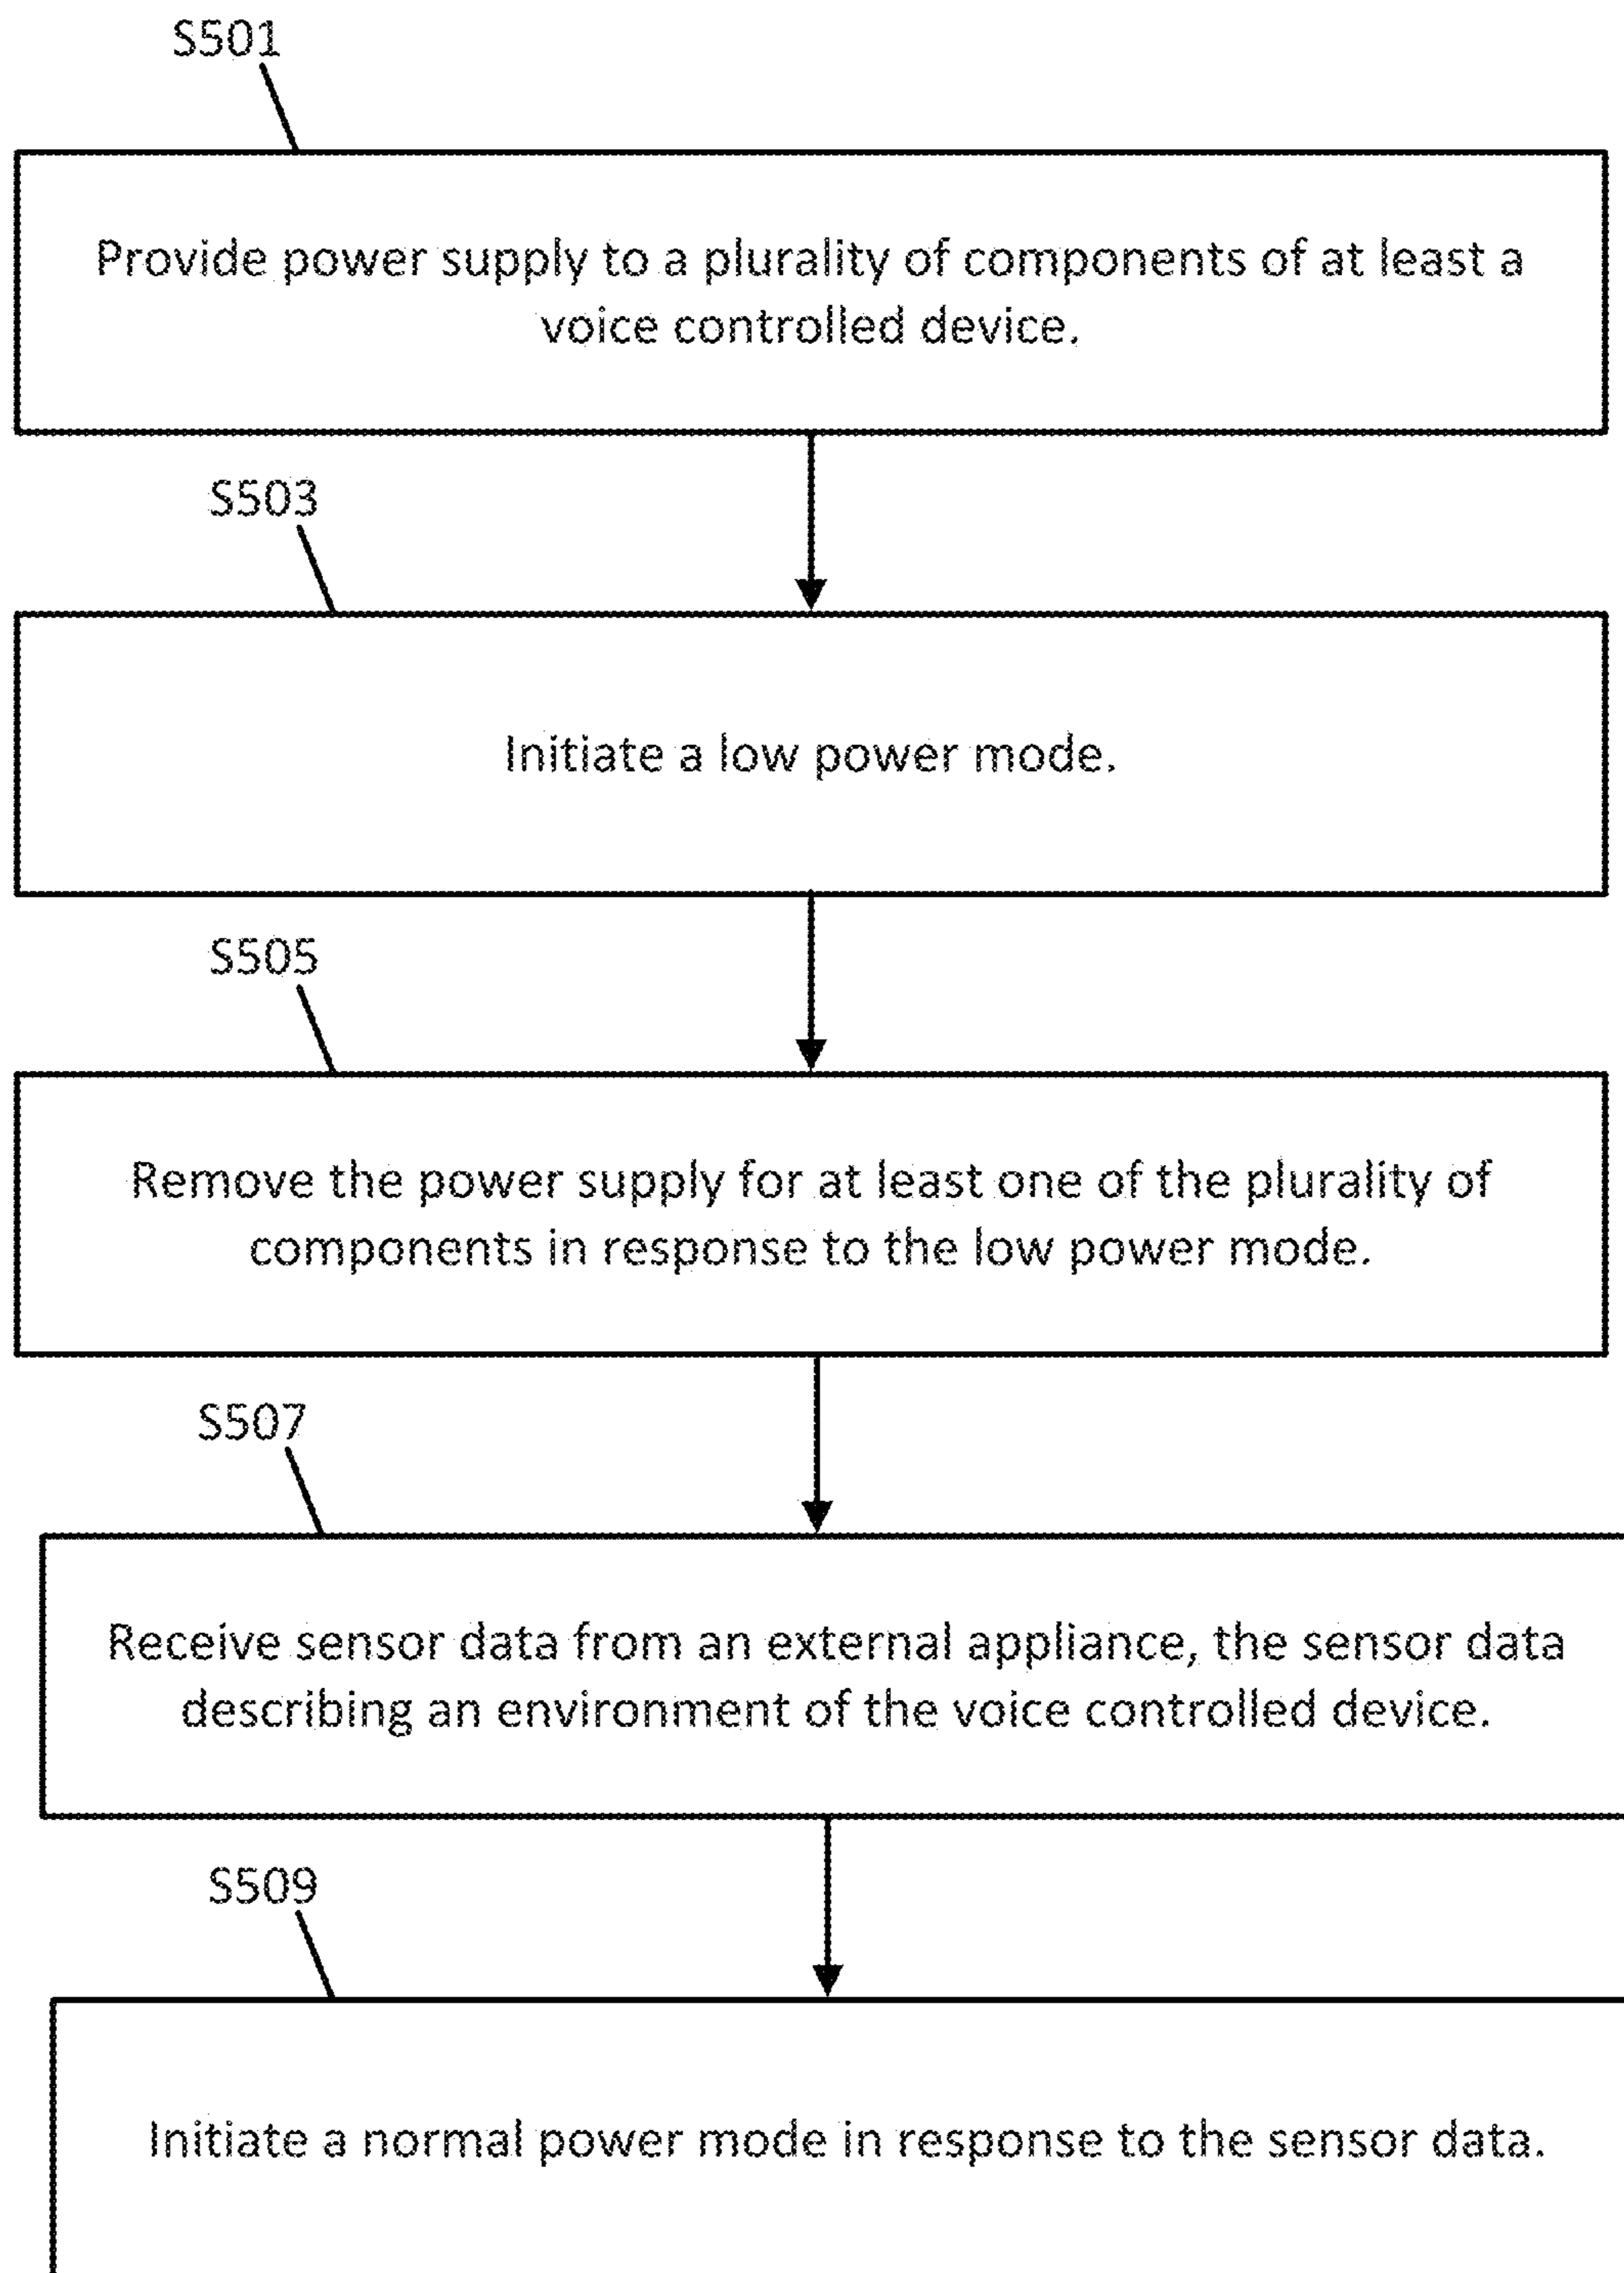 S501
Provide power supply to a plurality of components of at least a
voice controlled device.
S503
Initiate a low power mode.
S505
Remove the power supply for at least one of the plurality of
components in response to the low power mode.
S507
Receive sensor data from an external appliance, the sensor data
describing an environment of the voice controlled device.
S509
Initiate a normal power mode in response to the sensor data.